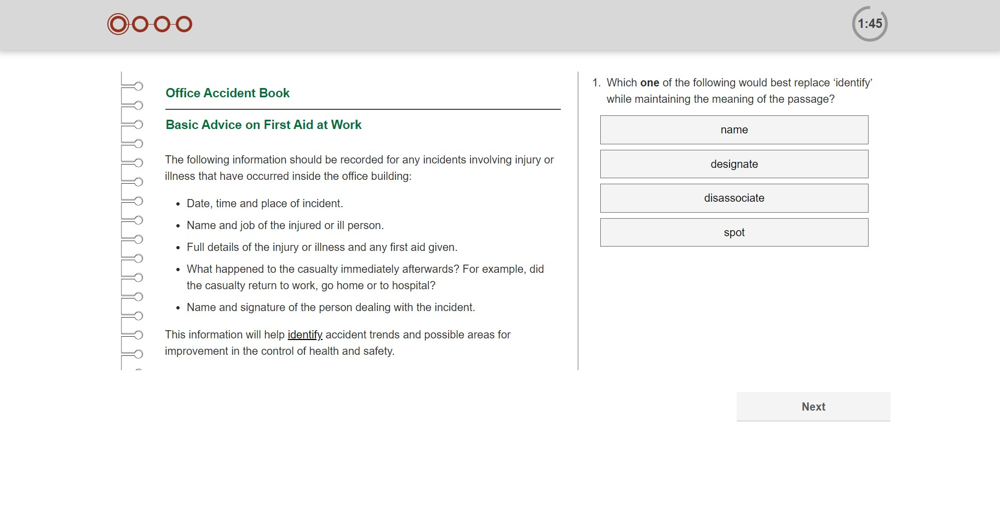 1:45
Office Accident Book
Basic Advice on First Aid at Work
The following information should be recorded for any incidents involving injury or
illness that have occurred inside the office building:
• Date, time and place of incident.
• Name and job of the injured or ill person.
• Full details of the injury or illness and any first aid given.
• What happened to the casualty immediately afterwards? For example, did
the casualty return to work, go home or to hospital?
• Name and signature of the person dealing with the incident.
This information will help identify accident trends and possible areas for
improvement in the control of health and safety.
1. Which one of the following would best replace ‘identify’
while maintaining the meaning of the passage?
name
designate
disassociate
spot
Next